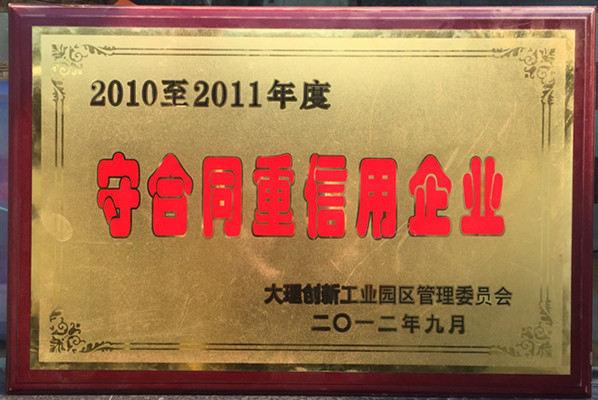 2010至2011年度
守合同重信用企业
大理创新工业园区管理委员会
二〇一二年九月